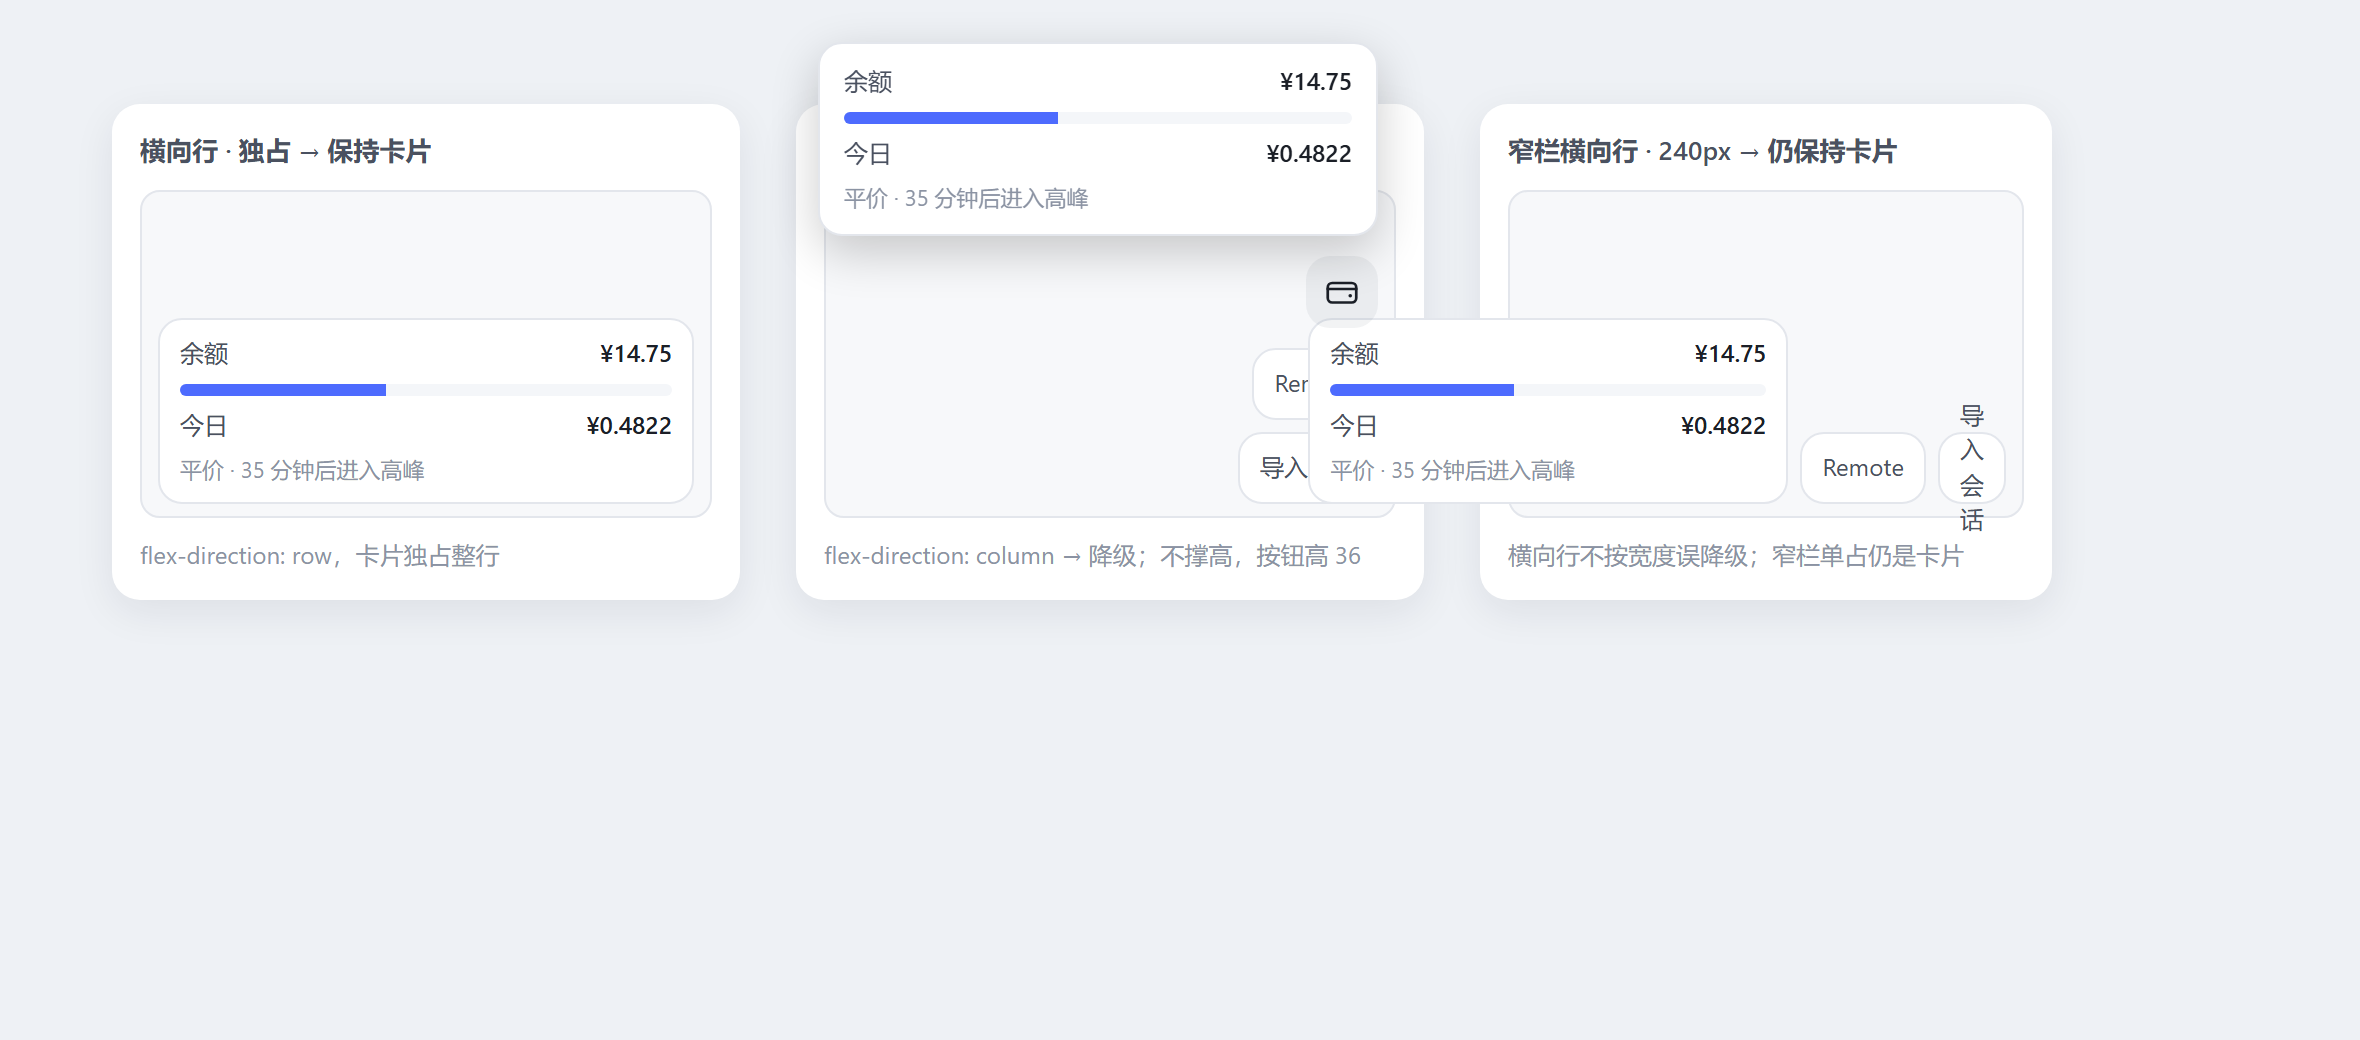 横向行 · 独占 → 保持卡片
余额
¥14.75
今日
¥0.4822
平价 · 35 分钟后进入高峰
flex-direction: row，卡片独占整行
余额
¥14.75
今日
¥0.4822
平价 · 35 分钟后进入高峰
Rer
导入
flex-direction: column → 降级；不撑高，按钮高 36
窄栏横向行 · 240px → 仍保持卡片
余额
¥14.75
今日
¥0.4822
平价 · 35 分钟后进入高峰
Remote
导
入
会
话
横向行不按宽度误降级；窄栏单占仍是卡片